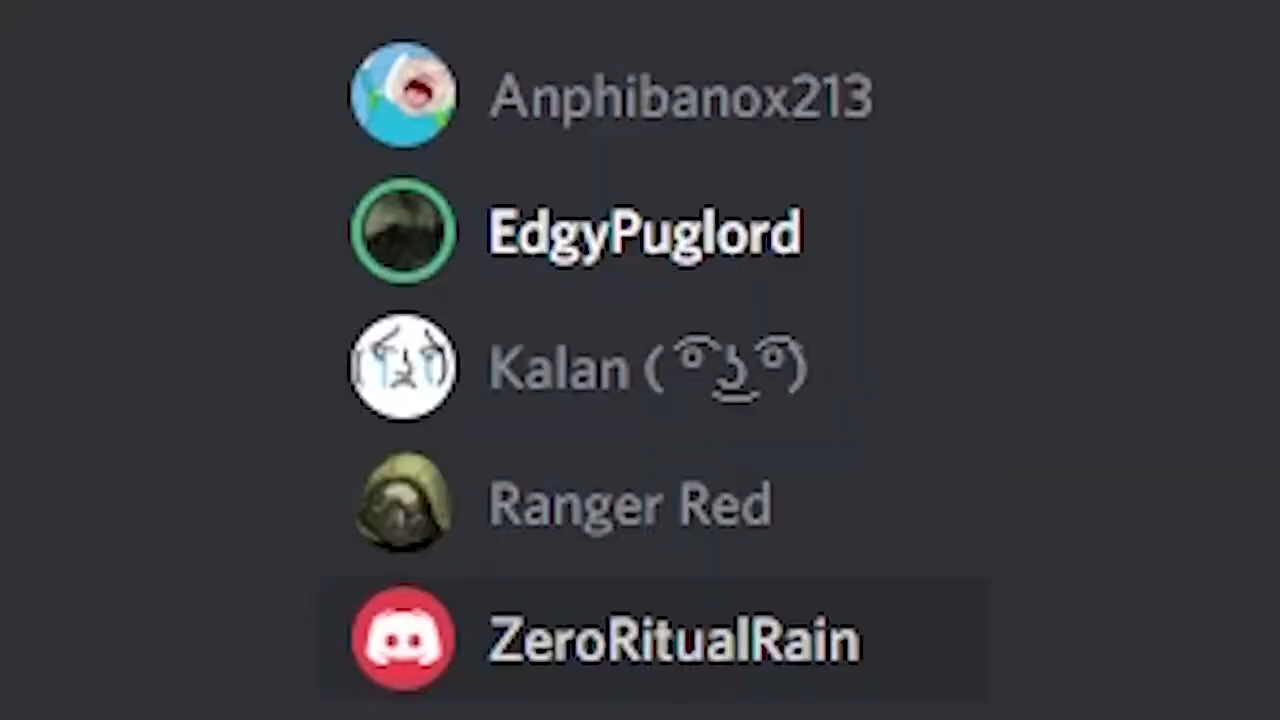 Anphibanox213
EdgyPuglord
Kalan ( ͡° ͜ʖ ͡°)
Ranger Red
ZeroRitualRain